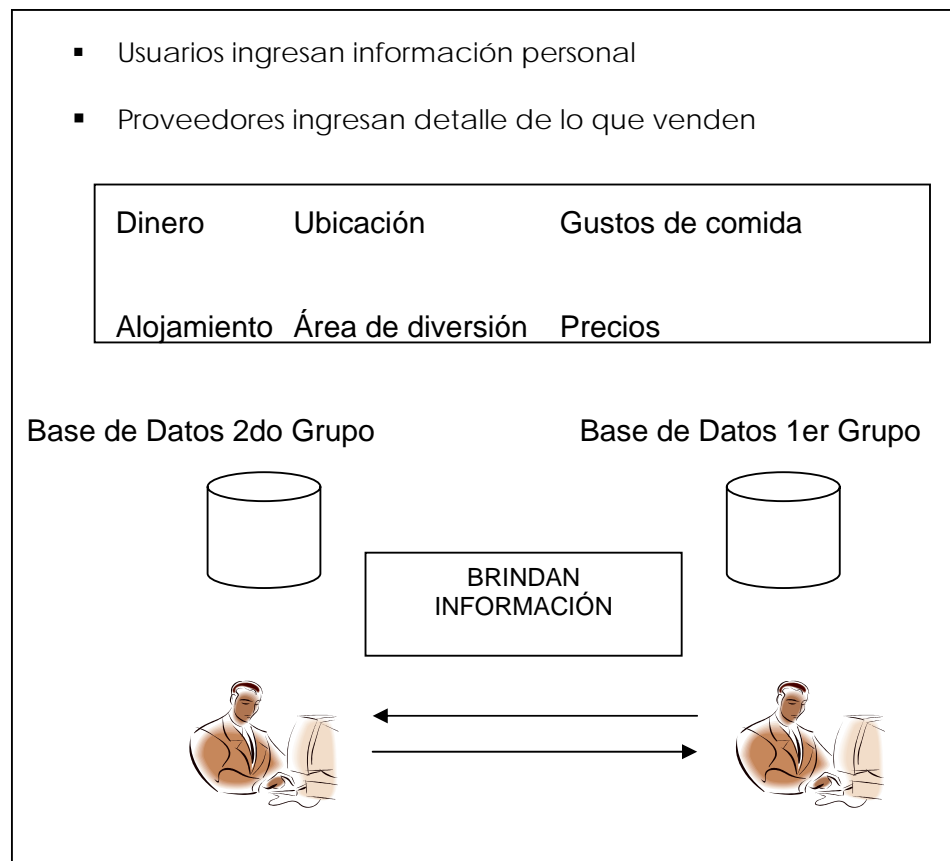 ▪ Usuarios ingresan información personal
▪ Proveedores ingresan detalle de lo que venden
Dinero Ubicación Gustos de comida
Alojamiento Área de diversión Precios
Base de Datos 2do Grupo Base de Datos 1er Grupo
BRINDAN
INFORMACIÓN